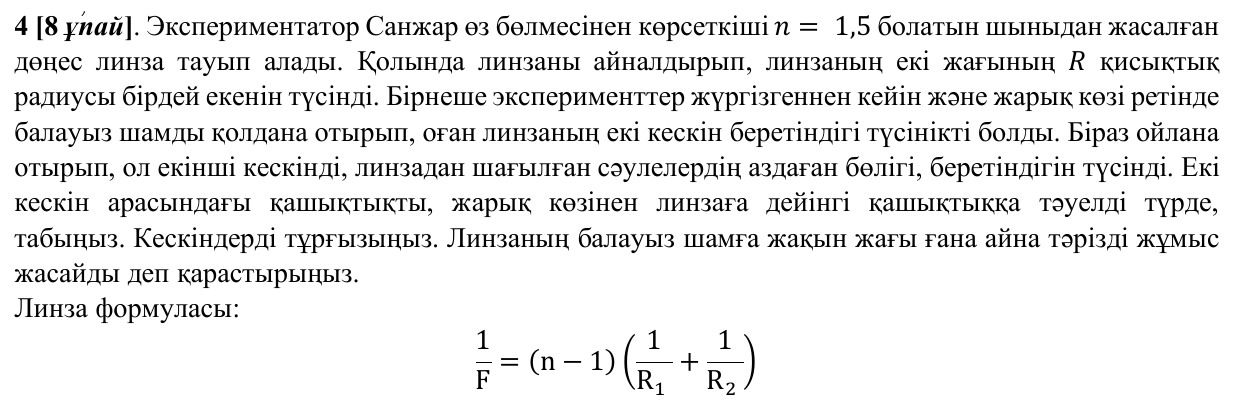 4 [8 ұпай]. Экспериментатор Санжар өз бөлмесінен көрсеткіші n = 1,5 болатын шыныдан жасалған
дөңес линза тауып алады. Қолында линзаны айналдырып, линзаның екі жағының R қисықтық
радиусы бірдей екенін түсінді. Бірнеше эксперименттер жүргізгеннен кейін және жарық көзі ретінде
балауыз шамды қолдана отырып, оған линзаның екі кескін беретіндігі түсінікті болды. Біраз ойлана
отырып, ол екінші кескінді, линзадан шағылған сәулелердің аздаған бөлігі, беретіндігін түсінді. Екі
кескін арасындағы қашықтықты, жарық көзінен линзаға дейінгі қашықтыққа тәуелді түрде,
табыңыз. Кескіндерді тұрғызыңыз. Линзаның балауыз шамға жақын жағы ғана айна тәрізді жұмыс
жасайды деп қарастырыңыз.
Линза формуласы:
1/F = (n − 1) (1/R₁ + 1/R₂)